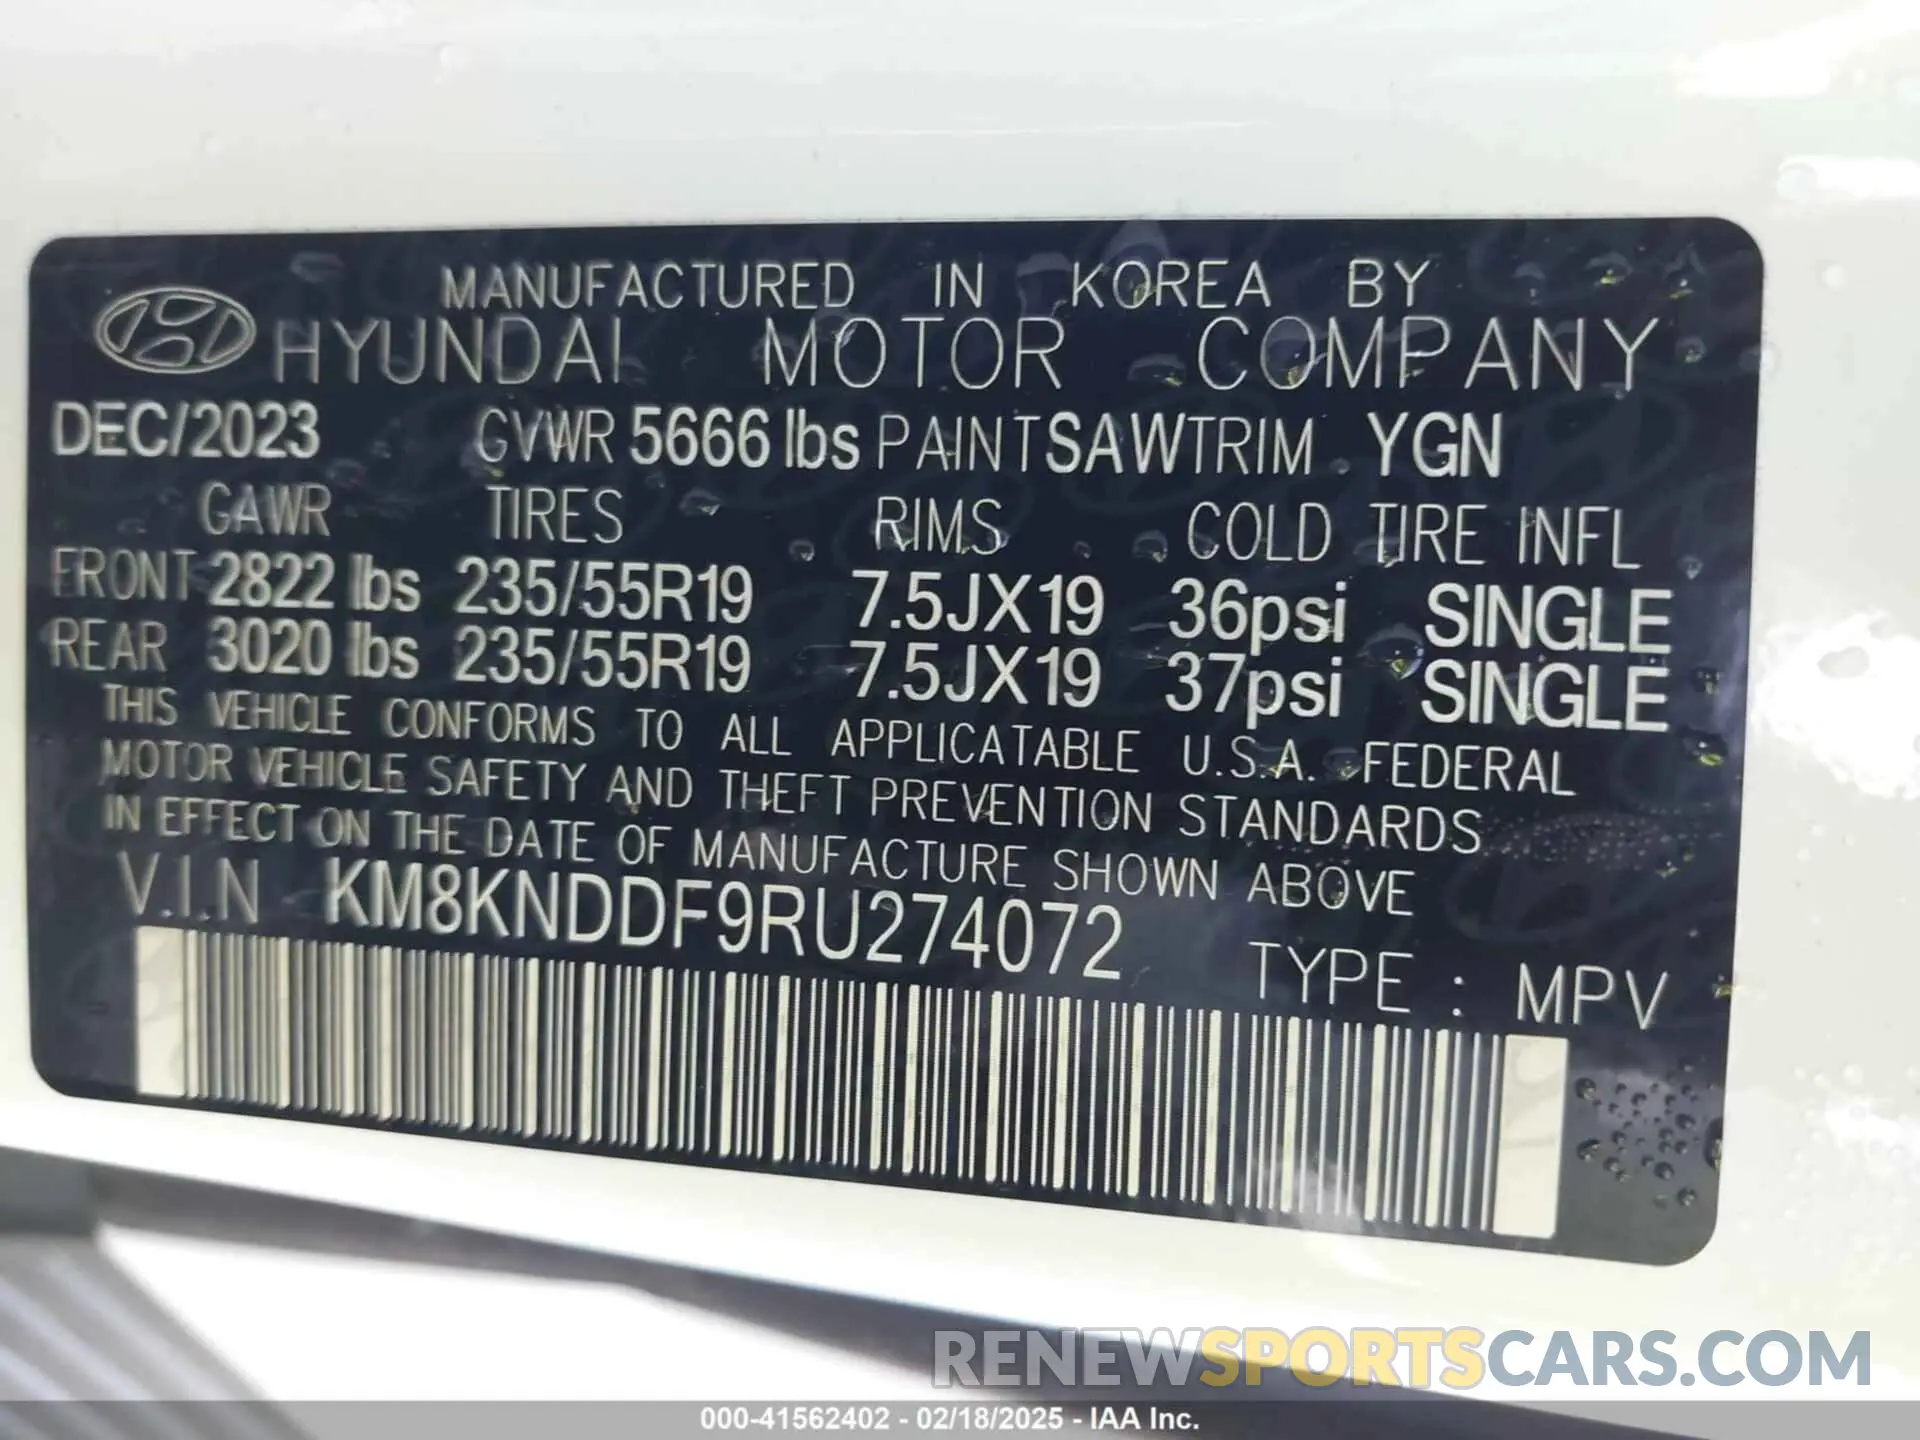 MANUFACTURED IN KOREA BY
HYUNDAI MOTOR COMPANY
DEC/2023 GVWR 5666 lbs PAINT SAW TRIM YGN
GAWR TIRES RIMS COLD TIRE INFL
FRONT 2822 lbs 235/55R19 7.5JX19 36psi SINGLE
REAR 3020 lbs 235/55R19 7.5JX19 37psi SINGLE
THIS VEHICLE CONFORMS TO ALL APPLICATABLE U.S.A. FEDERAL
MOTOR VEHICLE SAFETY AND THEFT PREVENTION STANDARDS
IN EFFECT ON THE DATE OF MANUFACTURE SHOWN ABOVE
V.I.N KM8KNDDF9RU274072
TYPE : MPV
RENEWSPORTSCARS.COM
000-41562402 - 02/18/2025 - IAA Inc.